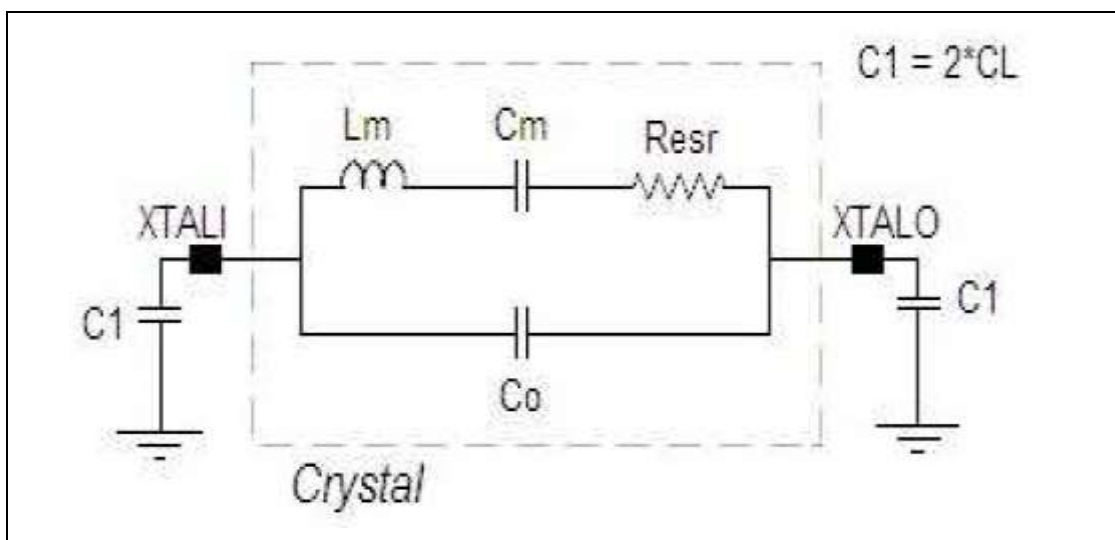 C1 = 2*CL
Lm
Cm
Resr
XTALI
XTALO
C1
C1
Co
Crystal